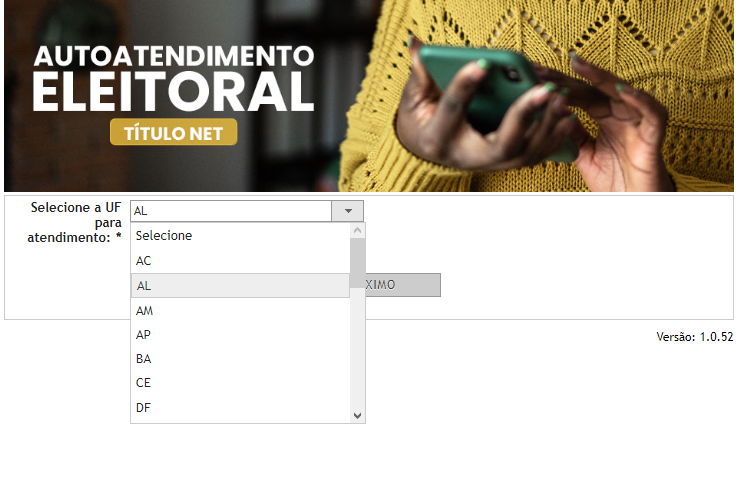 AUTOATENDIMENTO
ELEITORAL
TÍTULO NET
Selecione a UF
para
atendimento: *
AL
Selecione
AC
AL
XIMO
AM
AP
BA
CE
DF
Versão: 1.0.52